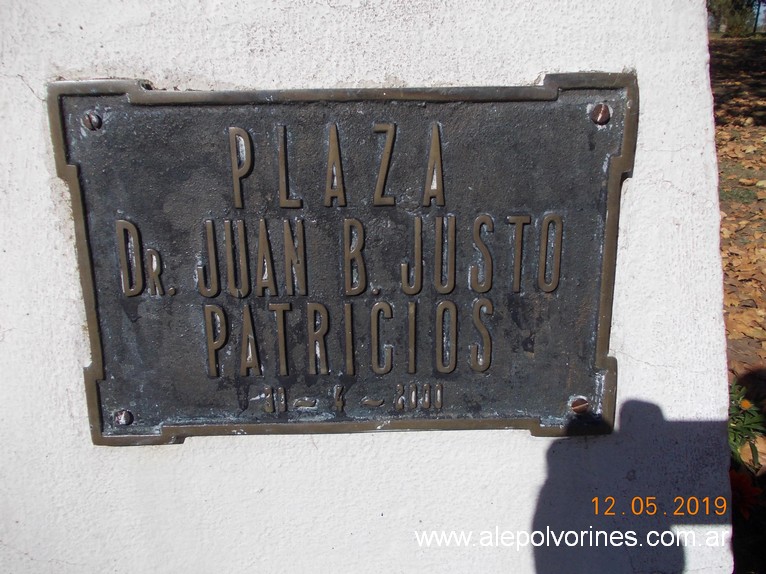 PLAZA
DR. JUAN B. JUSTO
PATRICIOS
12.05.2019
www.alepolvorines.com.ar